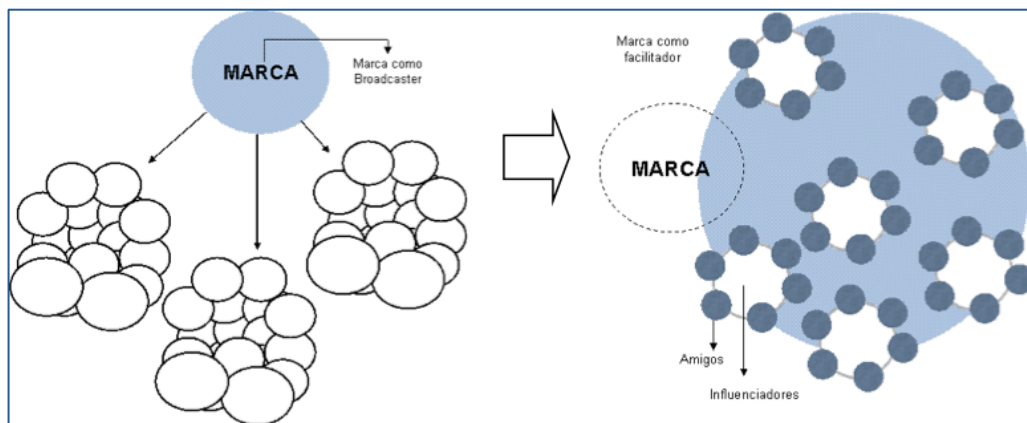 MARCA
Marca como
Broadcaster
Marca como
facilitador
MARCA
Amigos
Influenciadores